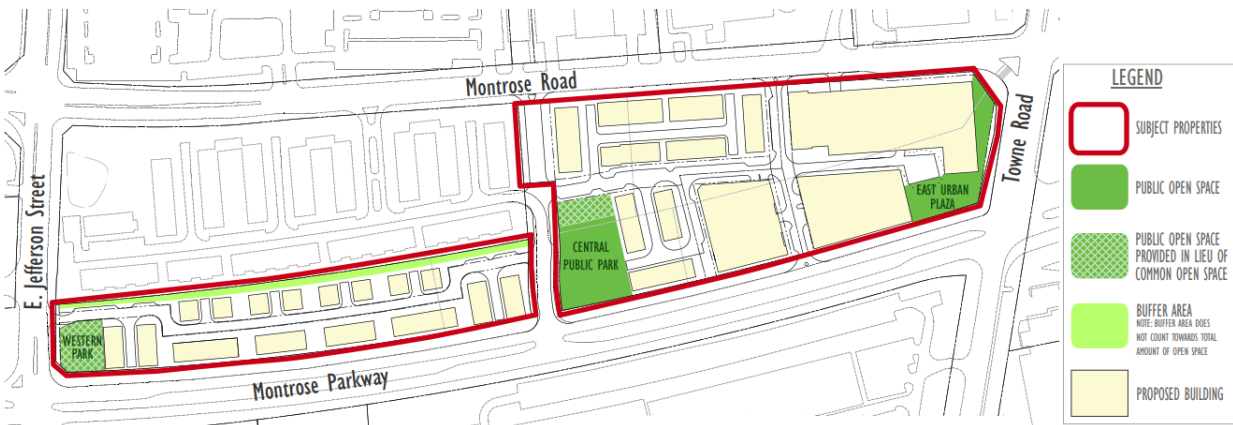 Montrose Road
Towne Road
E. Jefferson Street
EAST URBAN
PLAZA
CENTRAL
PUBLIC PARK
WESTERN
PARK
Montrose Parkway
LEGEND
SUBJECT PROPERTIES
PUBLIC OPEN SPACE
PUBLIC OPEN SPACE
PROVIDED IN LIEU OF
COMMON OPEN SPACE
BUFFER AREA
NOTE: BUFFER AREA DOES
NOT COUNT TOWARDS TOTAL
AMOUNT OF OPEN SPACE
PROPOSED BUILDING